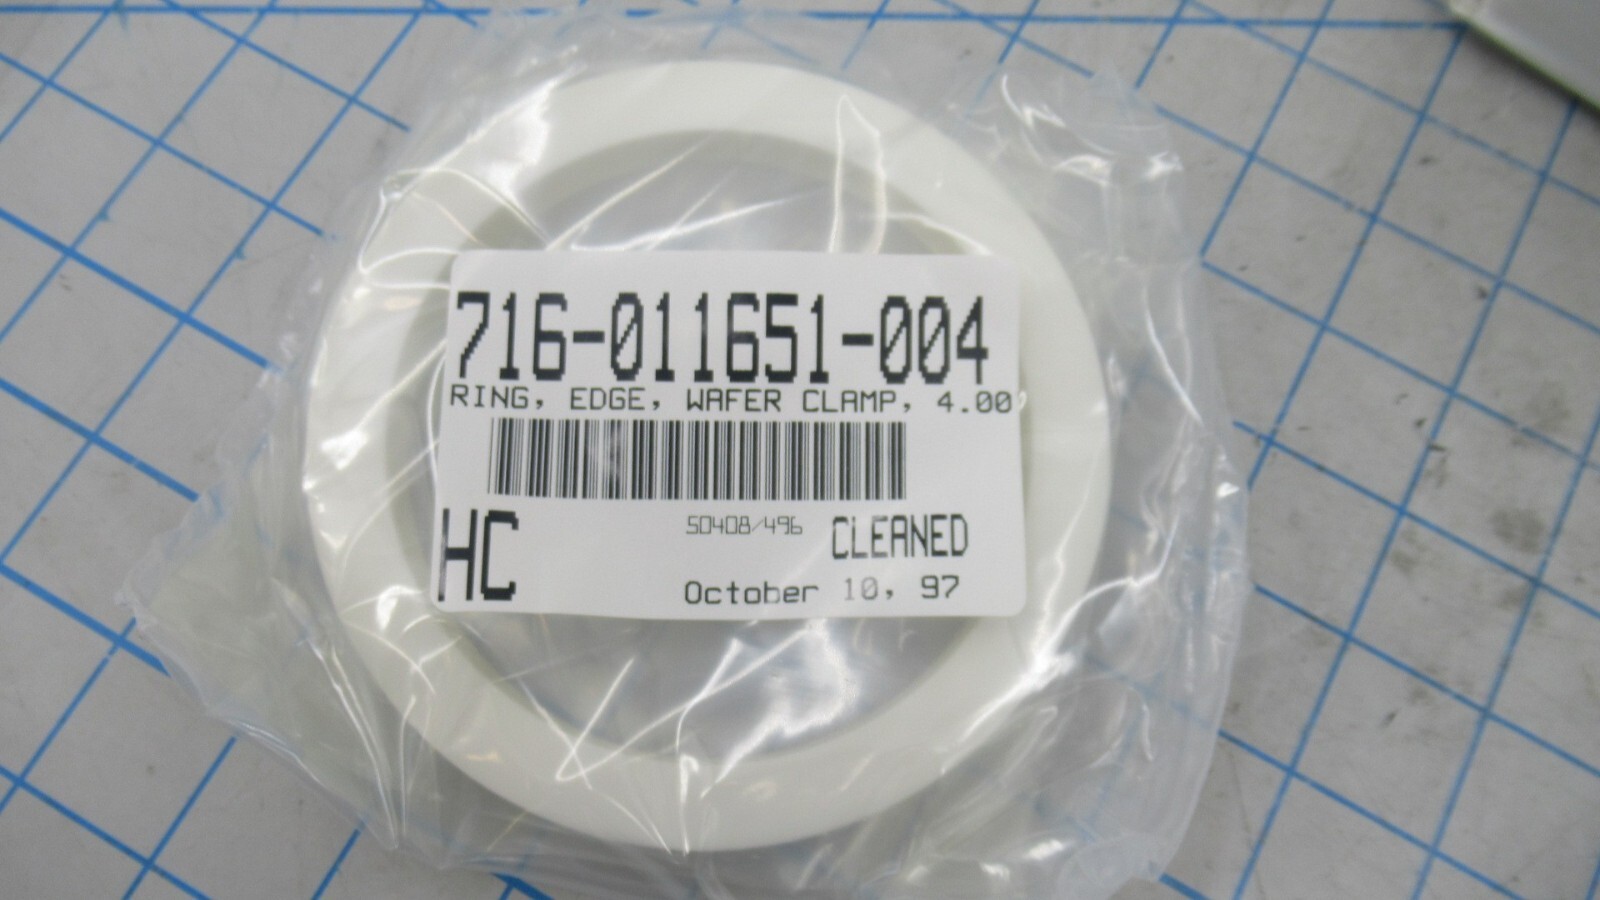 716-011651-004
RING, EDGE, WAFER CLAMP, 4.00,
HC
50408/496 CLEANED
October 10, 97